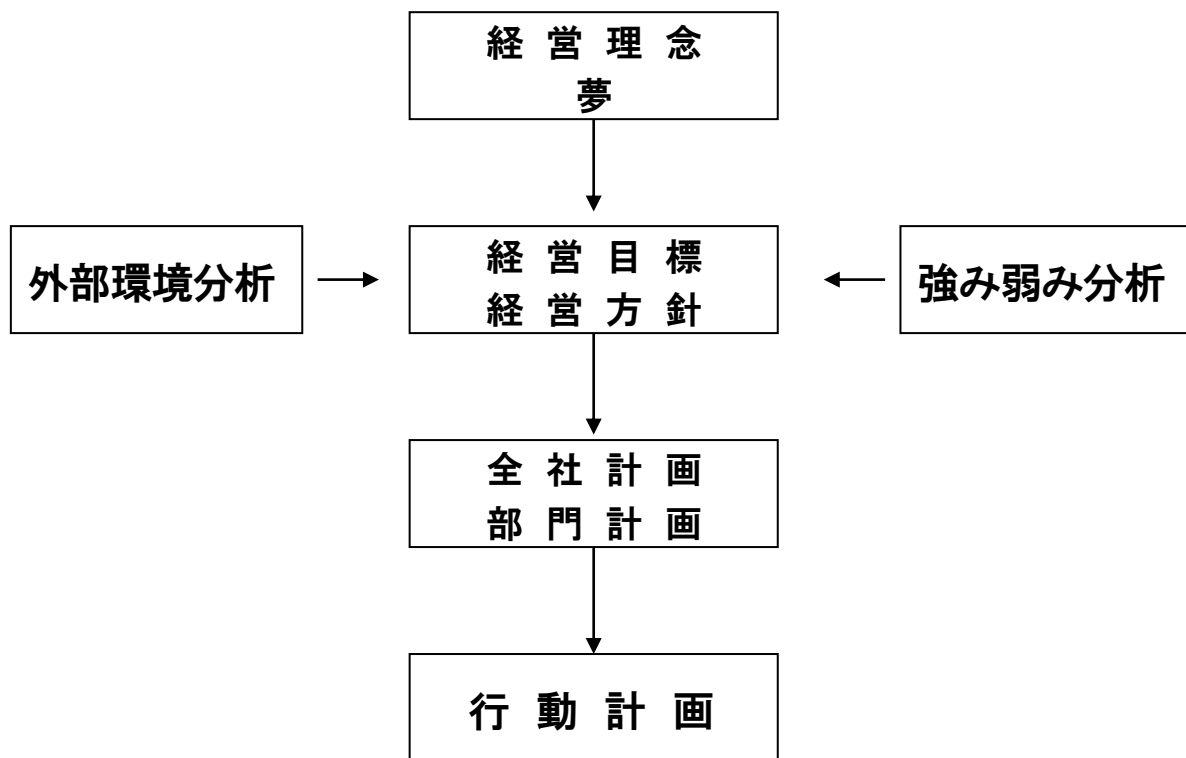 経営理念
夢
外部環境分析
経営目標
経営方針
強み弱み分析
全社計画
部門計画
行動計画